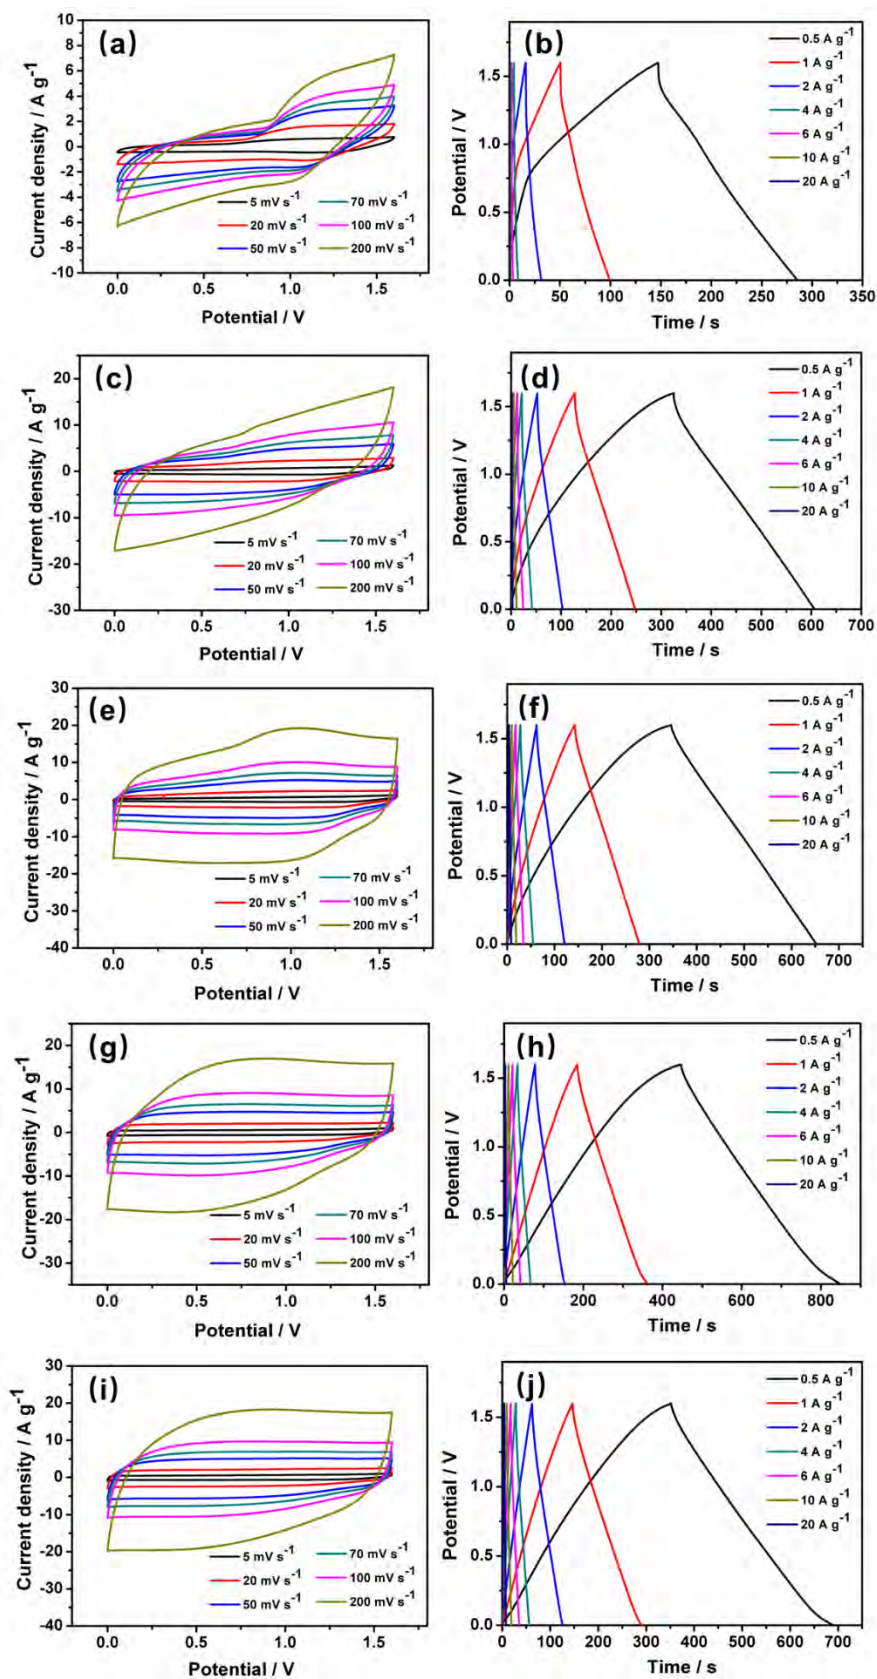 (a)
10
8
6
4
2
0
-2
-4
-6
-8
-10
Current density / A g-1
5 mV s-1 70 mV s-1
20 mV s-1 100 mV s-1
50 mV s-1 200 mV s-1
0.0 0.5 1.0 1.5
Potential / V
(b)
0.5 A g-1
1 A g-1
2 A g-1
4 A g-1
6 A g-1
10 A g-1
20 A g-1
1.5
1.0
0.5
0.0
Potential / V
0 50 100 150 200 250 300 350
Time / s
(c)
20
10
0
-10
-20
-30
Current density / A g-1
5 mV s-1 70 mV s-1
20 mV s-1 100 mV s-1
50 mV s-1 200 mV s-1
0.0 0.5 1.0 1.5
Potential / V
(d)
0.5 A g-1
1 A g-1
2 A g-1
4 A g-1
6 A g-1
10 A g-1
20 A g-1
1.5
1.0
0.5
0.0
Potential / V
0 100 200 300 400 500 600 700
Time / s
(e)
30
20
10
0
-10
-20
-30
-40
Current density / A g-1
5 mV s-1 70 mV s-1
20 mV s-1 100 mV s-1
50 mV s-1 200 mV s-1
0.0 0.5 1.0 1.5
Potential / V
(f)
0.5 A g-1
1 A g-1
2 A g-1
4 A g-1
6 A g-1
10 A g-1
20 A g-1
1.5
1.0
0.5
0.0
Potential / V
0 100 200 300 400 500 600 700
Time / s
(g)
20
10
0
-10
-20
-30
Current density / A g-1
5 mV s-1 70 mV s-1
20 mV s-1 100 mV s-1
50 mV s-1 200 mV s-1
0.0 0.5 1.0 1.5
Potential / V
(h)
0.5 A g-1
1 A g-1
2 A g-1
4 A g-1
6 A g-1
10 A g-1
20 A g-1
1.5
1.0
0.5
0.0
Potential / V
0 200 400 600 800
Time / s
(i)
30
20
10
0
-10
-20
-30
-40
Current density / A g-1
5 mV s-1 70 mV s-1
20 mV s-1 100 mV s-1
50 mV s-1 200 mV s-1
0.0 0.5 1.0 1.5
Potential / V
(j)
0.5 A g-1
1 A g-1
2 A g-1
4 A g-1
6 A g-1
10 A g-1
20 A g-1
1.5
1.0
0.5
0.0
Potential / V
0 100 200 300 400 500 600 700
Time / s